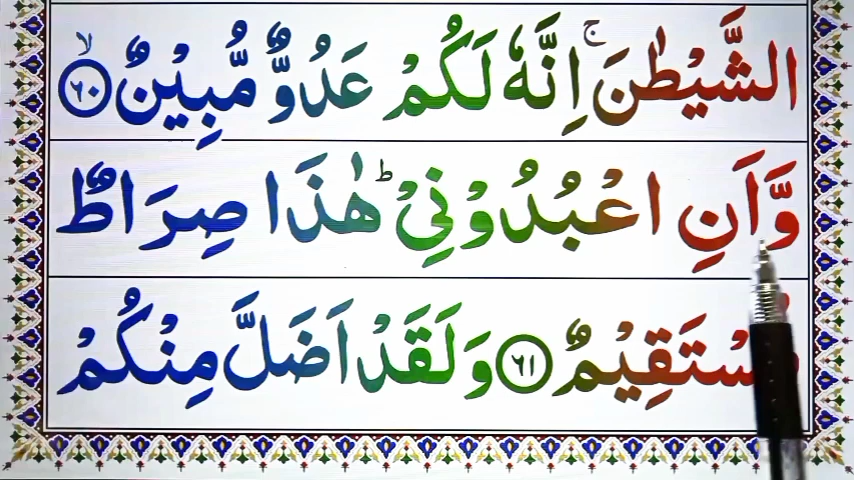 الشَّيْطٰنَ ۚ اِنَّهٗ لَكُمْ عَدُوٌّ مُّبِيْنٌ ﴿٦٠﴾ ۙ
وَّاَنِ اعْبُدُوْنِيْ ؕ هٰذَا صِرَاطٌ
مُّسْتَقِيْمٌ ﴿٦١﴾ وَلَقَدْ اَضَلَّ مِنْكُمْ